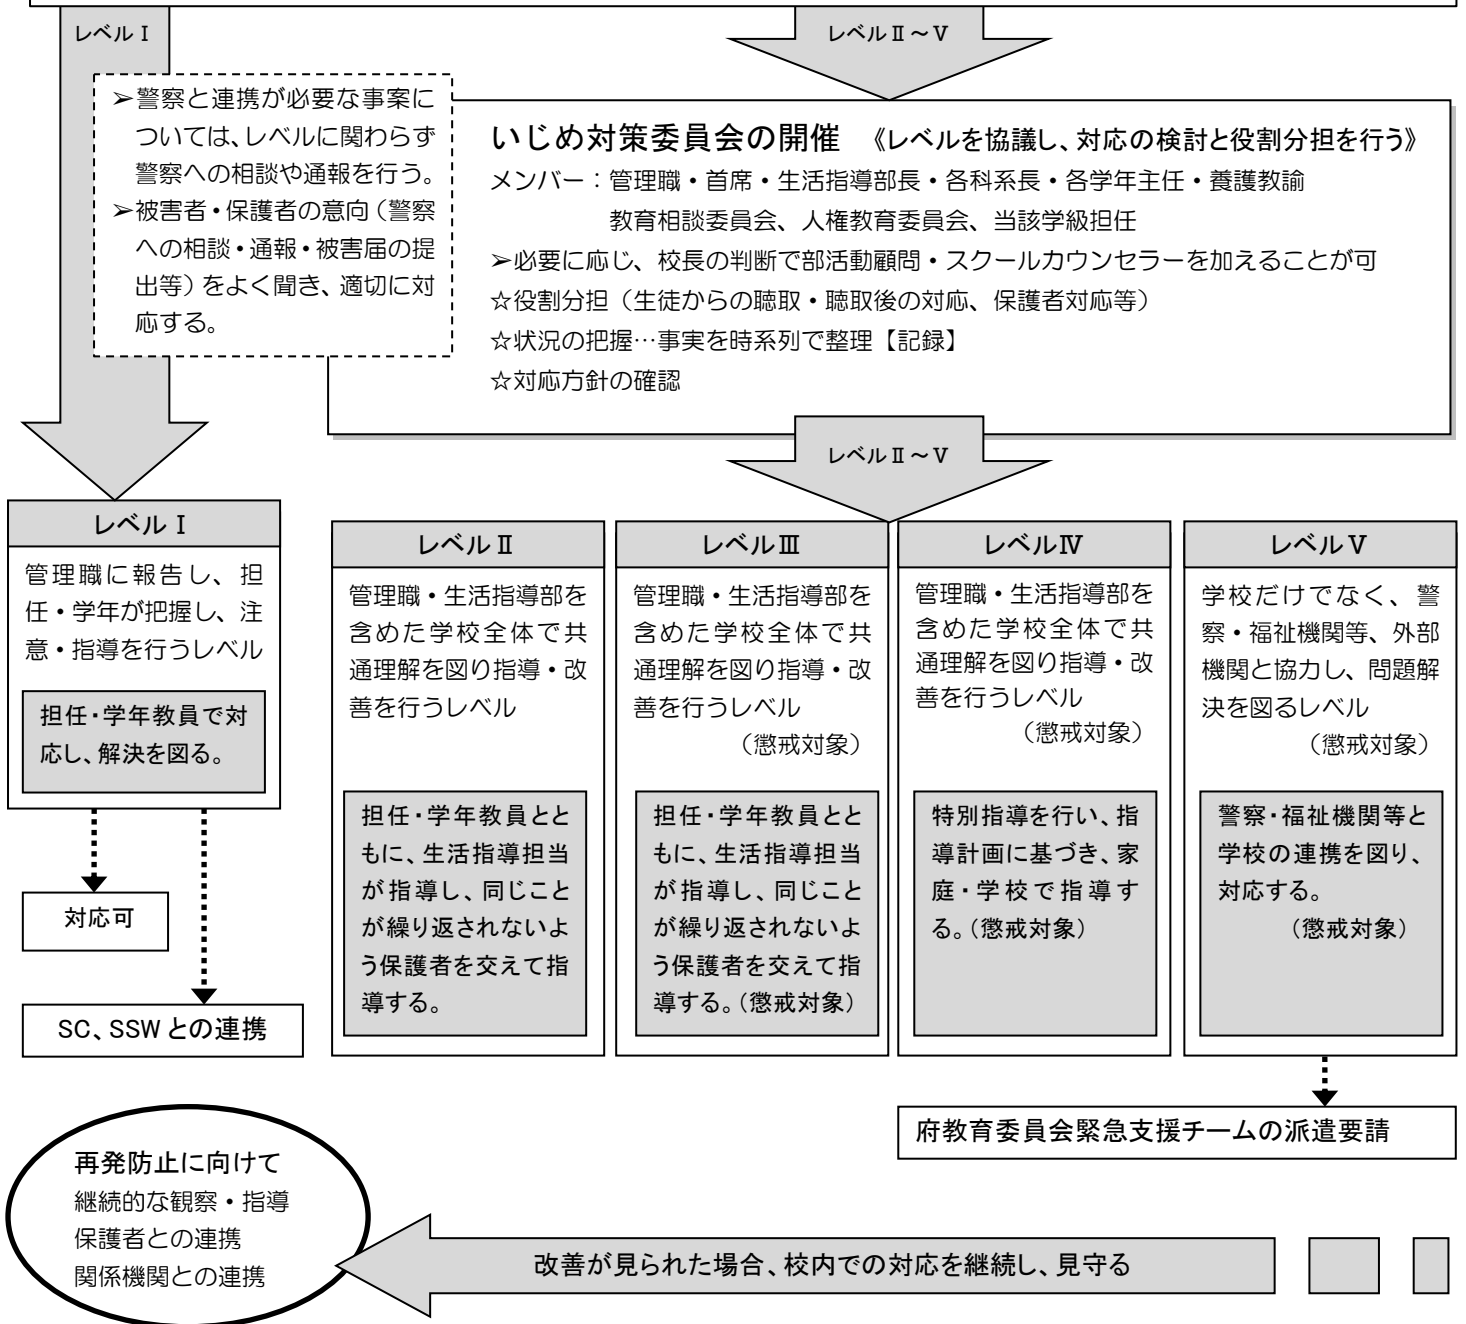 レベルⅠ
レベルⅡ～Ⅴ
➢警察と連携が必要な事案に
ついては、レベルに関わらず
警察への相談や通報を行う。
➢被害者・保護者の意向（警察
への相談・通報・被害届の提
出等）をよく聞き、適切に対
応する。
いじめ対策委員会の開催　《レベルを協議し、対応の検討と役割分担を行う》
メンバー：管理職・首席・生活指導部長・各科系長・各学年主任・養護教諭
教育相談委員会、人権教育委員会、当該学級担任
➢必要に応じ、校長の判断で部活動顧問・スクールカウンセラーを加えることが可
☆役割分担（生徒からの聴取・聴取後の対応、保護者対応等）
☆状況の把握…事実を時系列で整理【記録】
☆対応方針の確認
レベルⅡ～Ⅴ
レベルⅠ
管理職に報告し、担
任・学年が把握し、注
意・指導を行うレベル
担任・学年教員で対
応し、解決を図る。
対応可
SC、SSWとの連携
レベルⅡ
管理職・生活指導部を
含めた学校全体で共
通理解を図り指導・改
善を行うレベル
担任・学年教員とと
もに、生活指導担当
が指導し、同じこと
が繰り返されないよ
う保護者を交えて指
導する。
レベルⅢ
管理職・生活指導部を
含めた学校全体で共
通理解を図り指導・改
善を行うレベル
（懲戒対象）
担任・学年教員とと
もに、生活指導担当
が指導し、同じこと
が繰り返されないよ
う保護者を交えて指
導する。（懲戒対象）
レベルⅣ
管理職・生活指導部を
含めた学校全体で共
通理解を図り指導・改
善を行うレベル
（懲戒対象）
特別指導を行い、指
導計画に基づき、家
庭・学校で指導す
る。（懲戒対象）
レベルⅤ
学校だけでなく、警
察・福祉機関等、外部
機関と協力し、問題解
決を図るレベル
（懲戒対象）
警察・福祉機関等と
学校の連携を図り、
対応する。
（懲戒対象）
府教育委員会緊急支援チームの派遣要請
再発防止に向けて
継続的な観察・指導
保護者との連携
関係機関との連携
改善が見られた場合、校内での対応を継続し、見守る